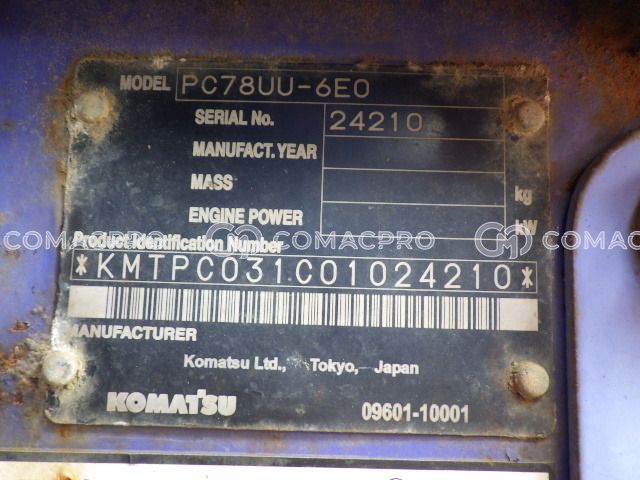 MODEL PC78UU-6E0
SERIAL No. 24210
MANUFACT. YEAR
MASS kg
ENGINE POWER kW
COMACPRO COMACPRO COMACPRO
Product Identification Number
*KMTPC031C01024210*
MANUFACTURER
Komatsu Ltd., Tokyo, Japan
KOMATSU 09601-10001